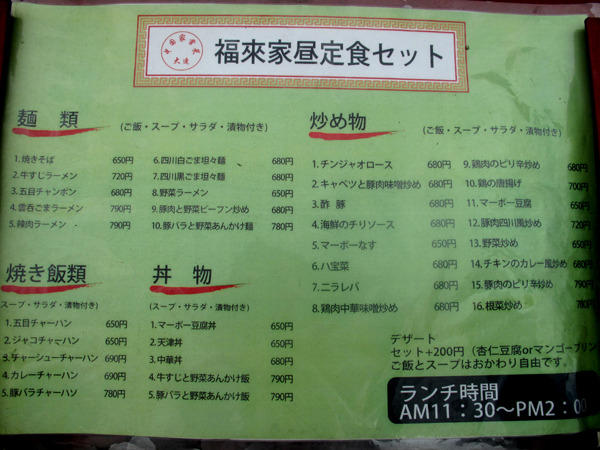 福來家昼定食セット
大連
麺 類
(ご飯・スープ・サラダ・漬物付き)
1.焼きそば 650円
2.牛すじラーメン 720円
3.五目チャンポン 680円
4.雲呑ごまラーメン 790円
5.辣肉ラーメン 790円
6.四川白ごま坦々麺 680円
7.四川黒ごま坦々麺 680円
8.野菜ラーメン 650円
9.豚肉と野菜ビーフン炒め 680円
10.豚バラと野菜あんかけ麺 780円
炒め物
(ご飯・スープ・サラダ・漬物付き)
1.チンジャオロース 680円
2.キャベツと豚肉味噌炒め 680円
3.酢 豚 680円
4.海鮮のチリソース 680円
5.マーボーなす 650円
6.八宝菜 680円
7.ニラレバ 680円
8.鶏肉中華味噌炒め 680円
9.鶏肉のピリ辛炒め 680円
10.鶏の唐揚げ 700円
11.マーボー豆腐 650円
12.豚肉四川風炒め 720円
13.野菜炒め 650円
14.チキンのカレー風炒め 680円
15.豚肉のピリ辛炒め 790円
16.根菜炒め 780円
焼き飯類
スープ・サラダ・漬物付き)
1.五目チャーハン 650円
2.ジャコチャーハン 650円
3.チャーシューチャーハン 690円
4.カレーチャーハン 690円
5.豚バラチャーハン 780円
丼 物
(スープ・サラダ・漬物付き)
1.マーボー豆腐丼 650円
2.天津丼 650円
3.中華丼 680円
4.牛すじと野菜あんかけ飯 790円
5.豚バラと野菜あんかけ飯 790円
デザート
セット+200円（杏仁豆腐orマンゴープリン
ご飯とスープはおかわり自由です。
ランチ時間
AM11：30〜PM2：00